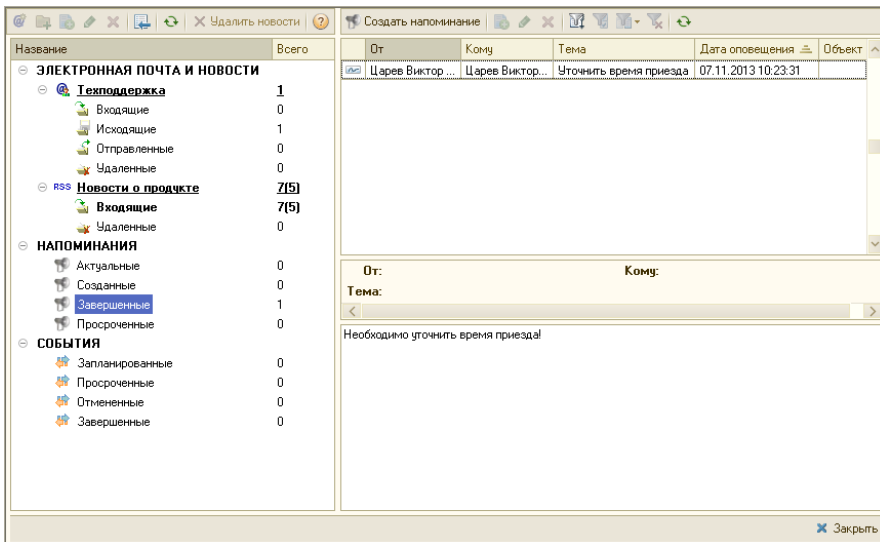 Удалить новости
Создать напоминание
Название Всего
ЭЛЕКТРОННАЯ ПОЧТА И НОВОСТИ
Техподдержка 1
Входящие 0
Исходящие 1
Отправленные 0
Удаленные 0
RSS Новости о продукте 7(5)
Входящие 7(5)
Удаленные 0
НАПОМИНАНИЯ
Актуальные 0
Созданные 0
Завершенные 1
Просроченные 0
СОБЫТИЯ
Запланированные 0
Просроченные 0
Отмененные 0
Завершенные 0
От Кому Тема Дата оповещения Объект
Царев Виктор ... Царев Виктор... Уточнить время приезда 07.11.2013 10:23:31
От: Кому:
Тема:
Необходимо уточнить время приезда!
Закрыть